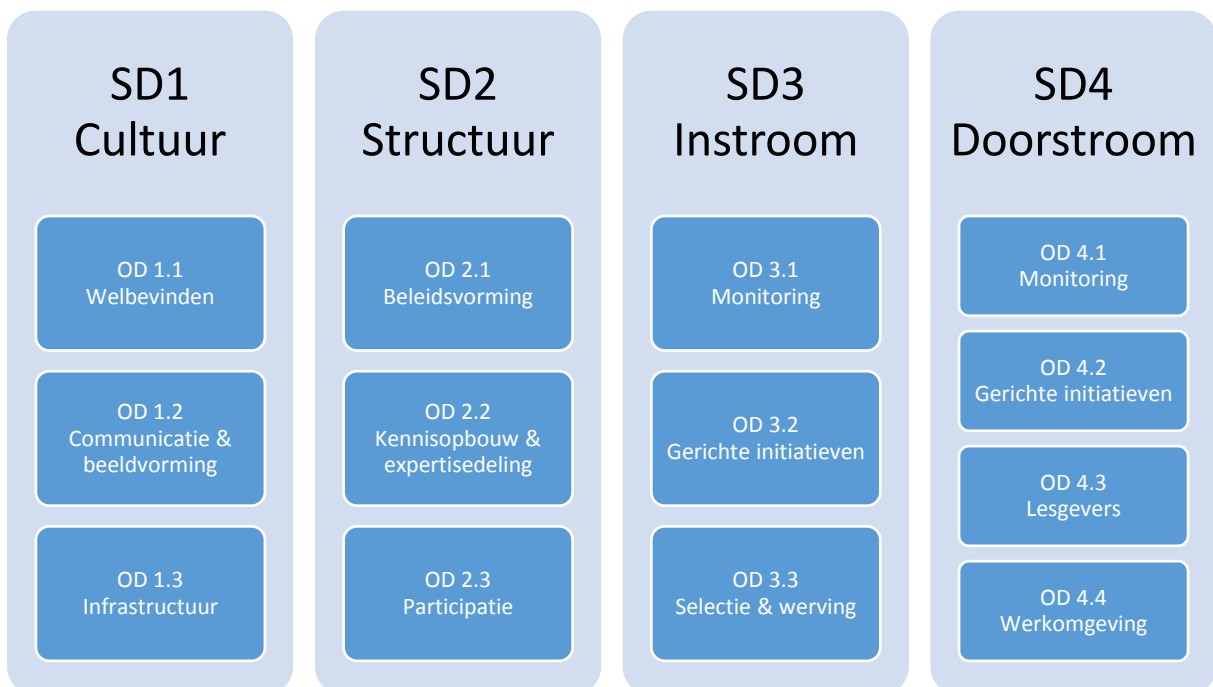 SD1
Cultuur
OD 1.1
Welbevinden
OD 1.2
Communicatie &
beeldvorming
OD 1.3
Infrastructuur
SD2
Structuur
OD 2.1
Beleidsvorming
OD 2.2
Kennisopbouw &
expertisedeling
OD 2.3
Participatie
SD3
Instroom
OD 3.1
Monitoring
OD 3.2
Gerichte initiatieven
OD 3.3
Selectie & werving
SD4
Doorstroom
OD 4.1
Monitoring
OD 4.2
Gerichte initiatieven
OD 4.3
Lesgevers
OD 4.4
Werkomgeving